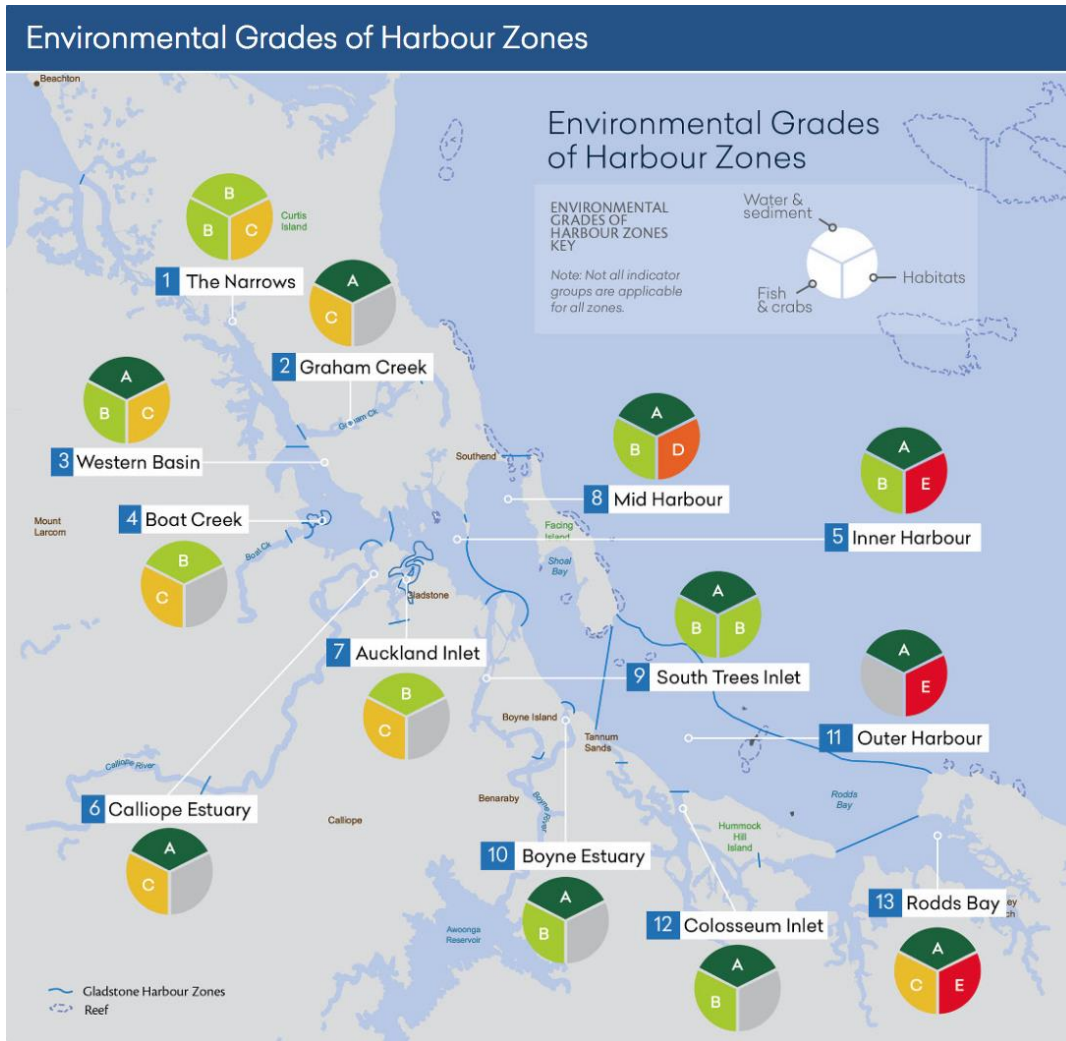 Environmental Grades of Harbour Zones
Beachton
Environmental Grades
of Harbour Zones
ENVIRONMENTAL
GRADES OF
HARBOUR ZONES
KEY
Note: Not all indicator
groups are applicable
for all zones.
Water &
sediment
Habitats
Fish
& crabs
B
B C
Curtis
Island
1 The Narrows
A
C
2 Graham Creek
Graham Ck
A
B C
3 Western Basin
A
B D
8 Mid Harbour
Southend
A
B E
5 Inner Harbour
Mount
Larcom
4 Boat Creek
Boat Ck
B
C
Facing
Island
Shoal
Bay
Gladstone
7 Auckland Inlet
B
C
A
B B
9 South Trees Inlet
A
E
11 Outer Harbour
Boyne Island
Tannum
Sands
Calliope River
6 Calliope Estuary
A
C
Calliope
Benaraby
Boyne
River
Rodds
Bay
Hummock
Hill
Island
10 Boyne Estuary
A
B
12 Colosseum Inlet
A
B
13 Rodds Bay
ey
ch
A
C E
Awoonga
Reservoir
Gladstone Harbour Zones
Reef